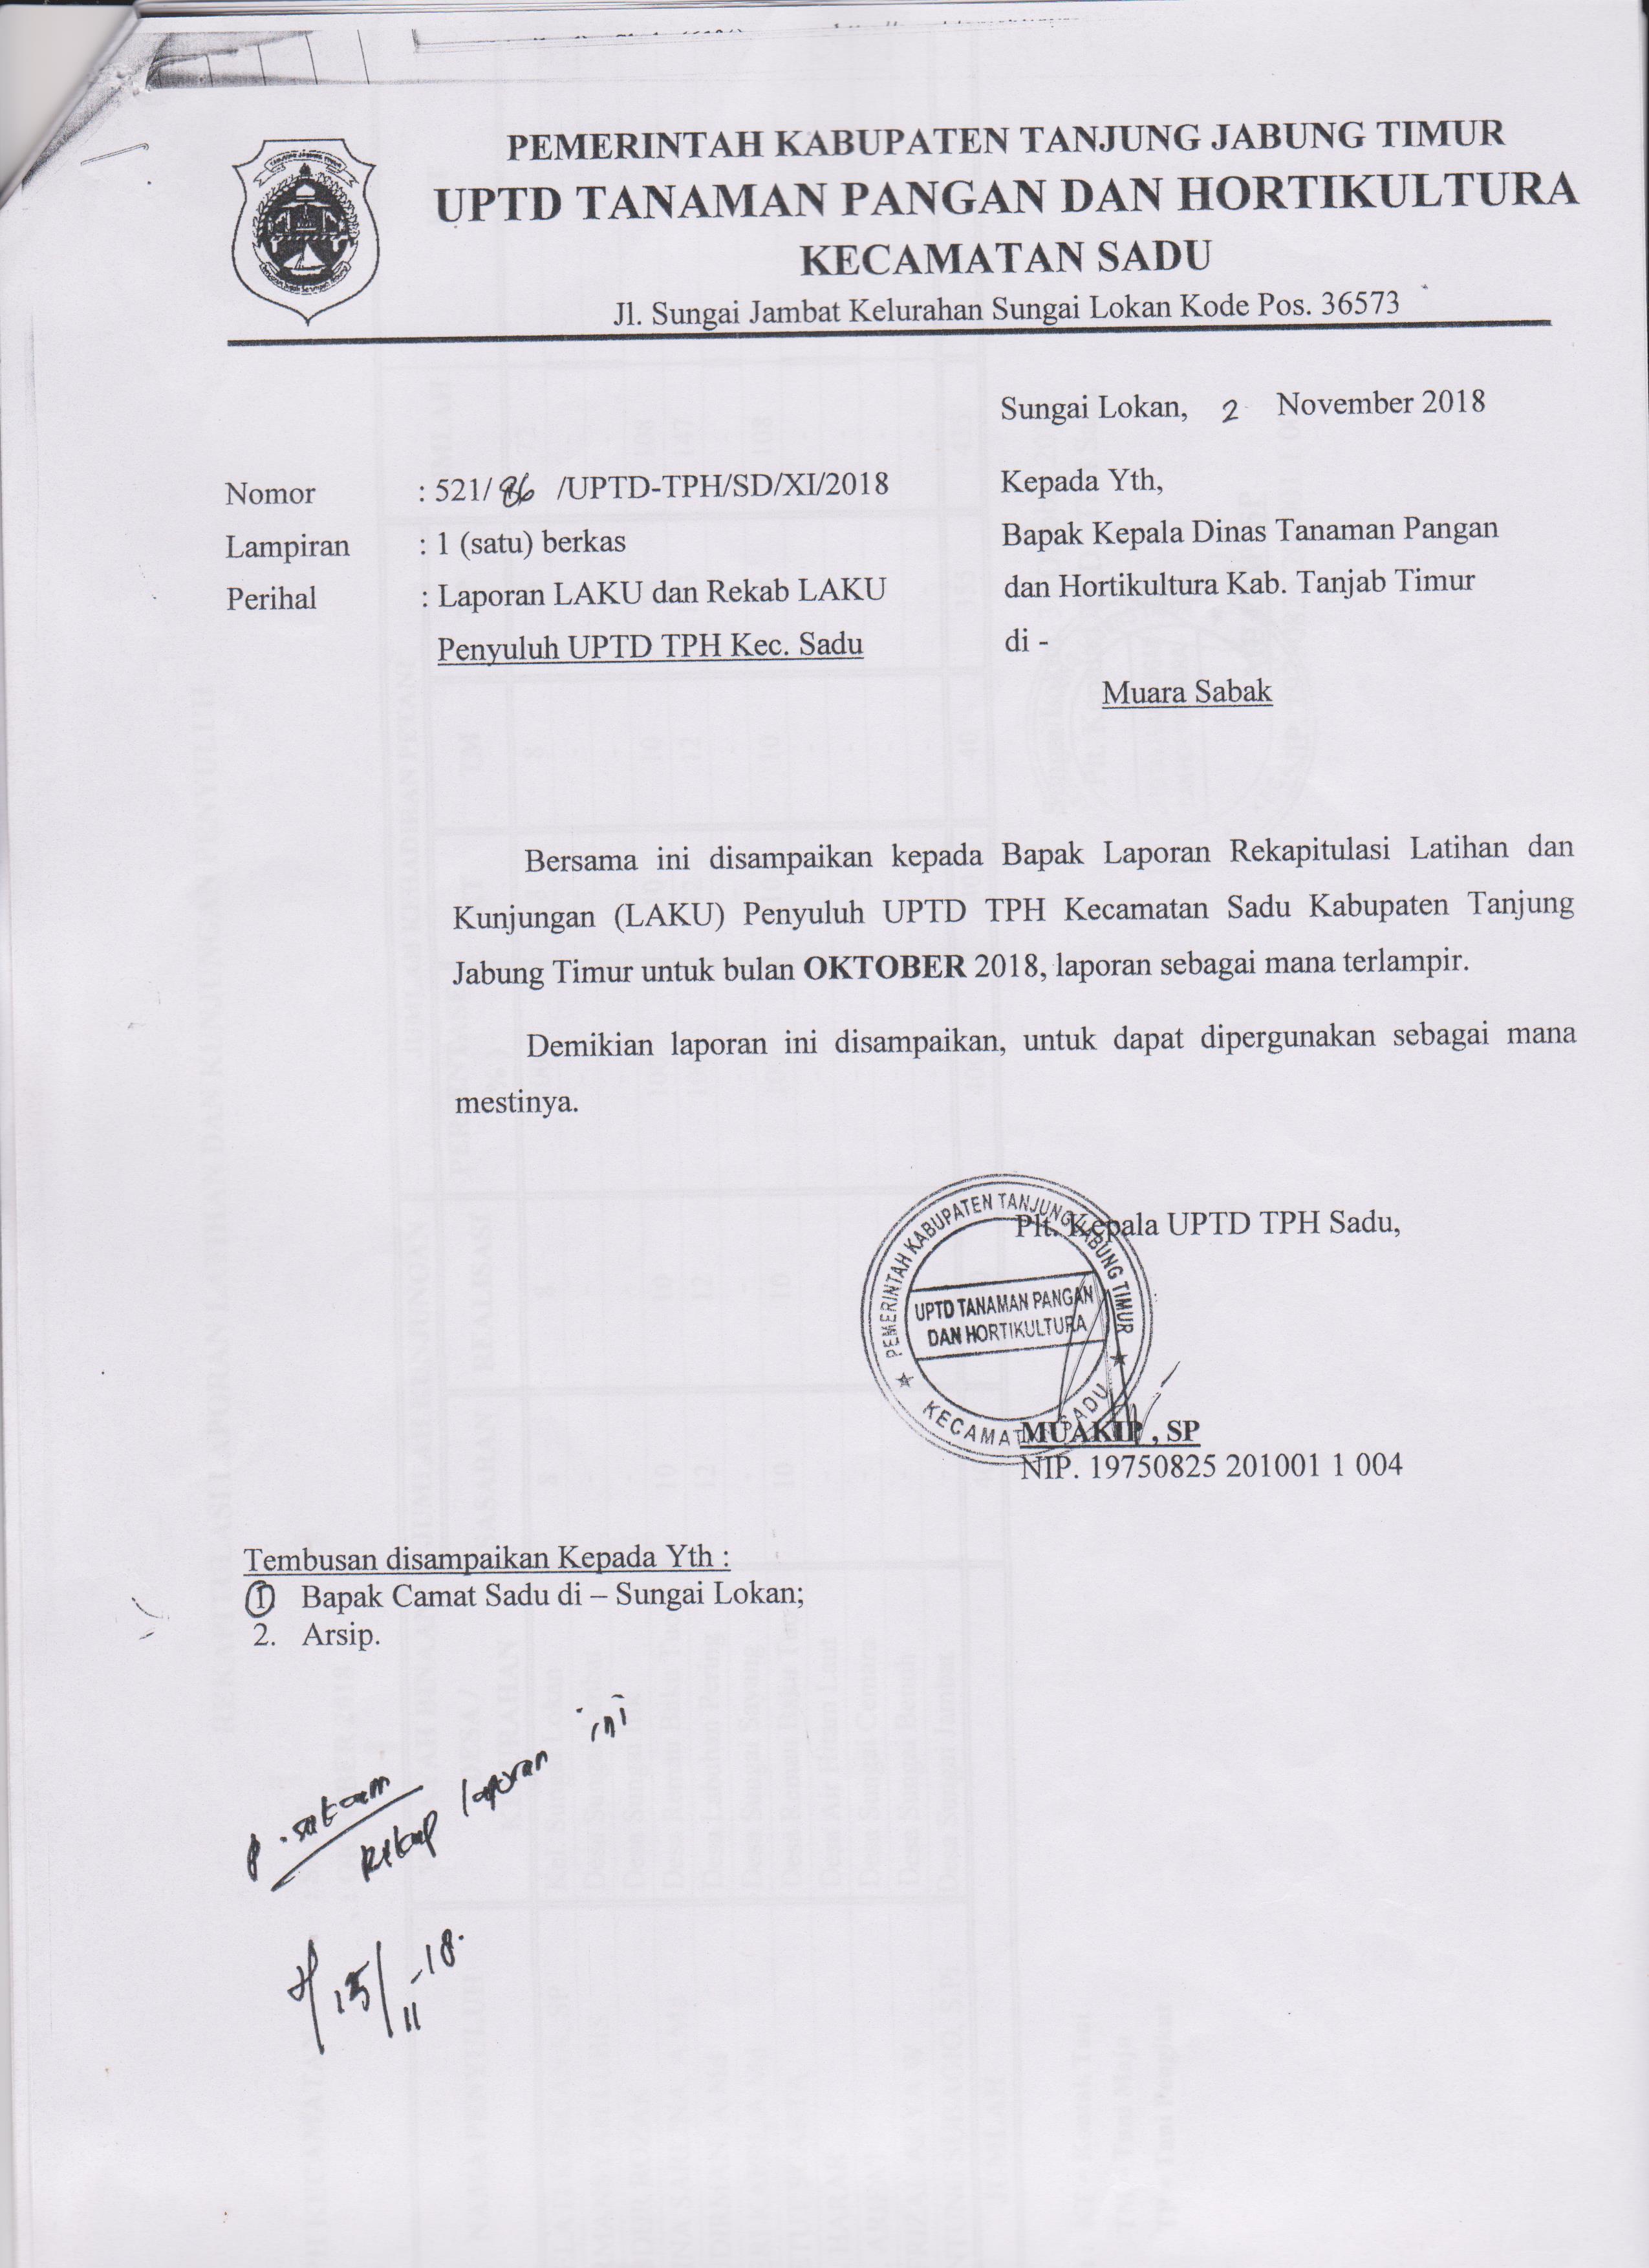 PEMERINTAH KABUPATEN TANJUNG JABUNG TIMUR
UPTD TANAMAN PANGAN DAN HORTIKULTURA
KECAMATAN SADU
Jl. Sungai Jambat Kelurahan Sungai Lokan Kode Pos. 36573
Sungai Lokan, 2 November 2018
Nomor : 521/ 86 /UPTD-TPH/SD/XI/2018
Lampiran : 1 (satu) berkas
Perihal : Laporan LAKU dan Rekab LAKU
Penyuluh UPTD TPH Kec. Sadu
Kepada Yth,
Bapak Kepala Dinas Tanaman Pangan
dan Hortikultura Kab. Tanjab Timur
di -
Muara Sabak
Bersama ini disampaikan kepada Bapak Laporan Rekapitulasi Latihan dan
Kunjungan (LAKU) Penyuluh UPTD TPH Kecamatan Sadu Kabupaten Tanjung
Jabung Timur untuk bulan OKTOBER 2018, laporan sebagai mana terlampir.
Demikian laporan ini disampaikan, untuk dapat dipergunakan sebagai mana
mestinya.
Plt. Kepala UPTD TPH Sadu,
PEMERINTAH KABUPATEN TANJUNG JABUNG TIMUR
UPTD TANAMAN PANGAN
DAN HORTIKULTURA
KECAMATAN SADU
MUAKIP , SP
NIP. 19750825 201001 1 004
Tembusan disampaikan Kepada Yth :
1 Bapak Camat Sadu di – Sungai Lokan;
2. Arsip.
rekap laporan ini
15/11-18.